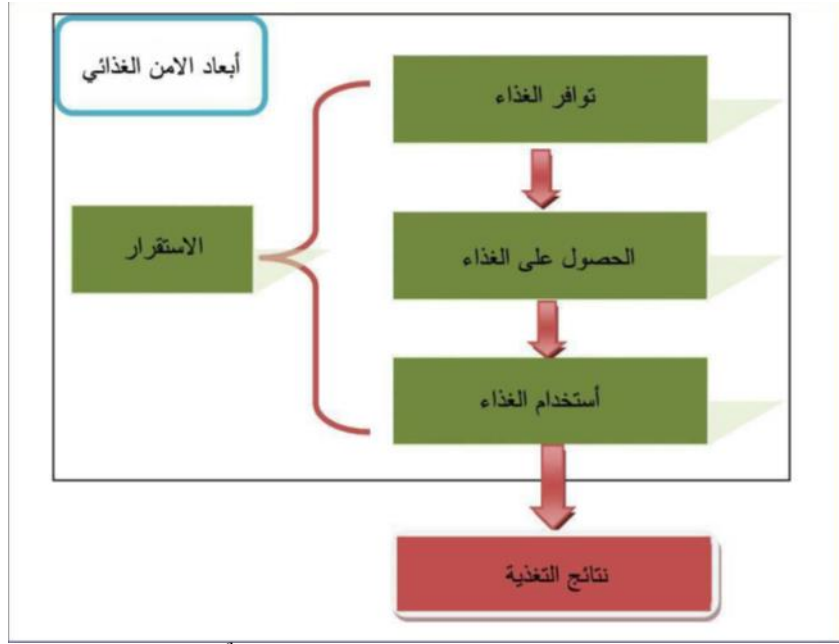 أبعاد الامن الغذائي
توافر الغذاء
الحصول على الغذاء
الاستقرار
أستخدام الغذاء
نتائج التغذية